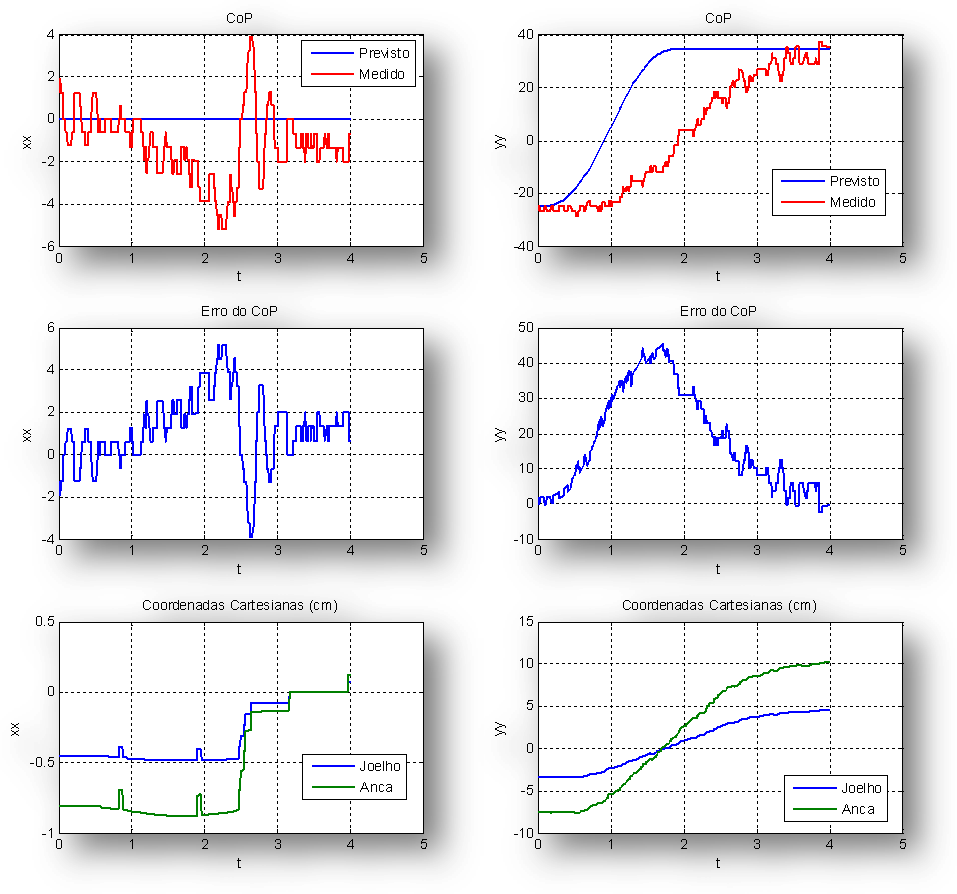 CoP
4
2
0
-2
-4
-6
xx
Previsto
Medido
0 1 2 3 4 5
t
CoP
40
20
0
-20
-40
yy
Previsto
Medido
0 1 2 3 4 5
t
Erro do CoP
6
4
2
0
-2
-4
xx
0 1 2 3 4 5
t
Erro do CoP
50
40
30
20
10
0
-10
yy
0 1 2 3 4 5
t
Coordenadas Cartesianas (cm)
0.5
0
-0.5
-1
xx
Joelho
Anca
0 1 2 3 4 5
t
Coordenadas Cartesianas (cm)
15
10
5
0
-5
-10
yy
Joelho
Anca
0 1 2 3 4 5
t